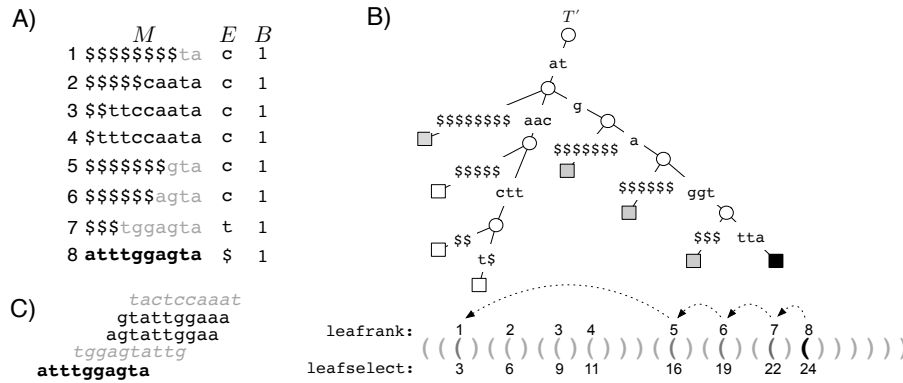 A)
M E B
1 $$$$$$$$ta c 1
2 $$$$$caata c 1
3 $$ttccaata c 1
4 $tttccaata c 1
5 $$$$$$$gta c 1
6 $$$$$$agta c 1
7 $$$tggagta t 1
8 atttggagta $ 1
C)
tactccaaat
gtattggaaa
agtattggaa
tggagtattg
atttggagta
B)
T'
at
g
$$$$$$$$ aac
a
$$$$$ $$$$$$$
ctt $$$$$$ ggt
$$ $$$ tta
t$
leafrank: 1 2 3 4 5 6 7 8
( ( ( ) ( ( ) ( ( ) ( ) ) ) ( ( ) ( ( ) ( ( ) ( ) ) ) ) ) )
leafselect: 3 6 9 11 16 19 22 24